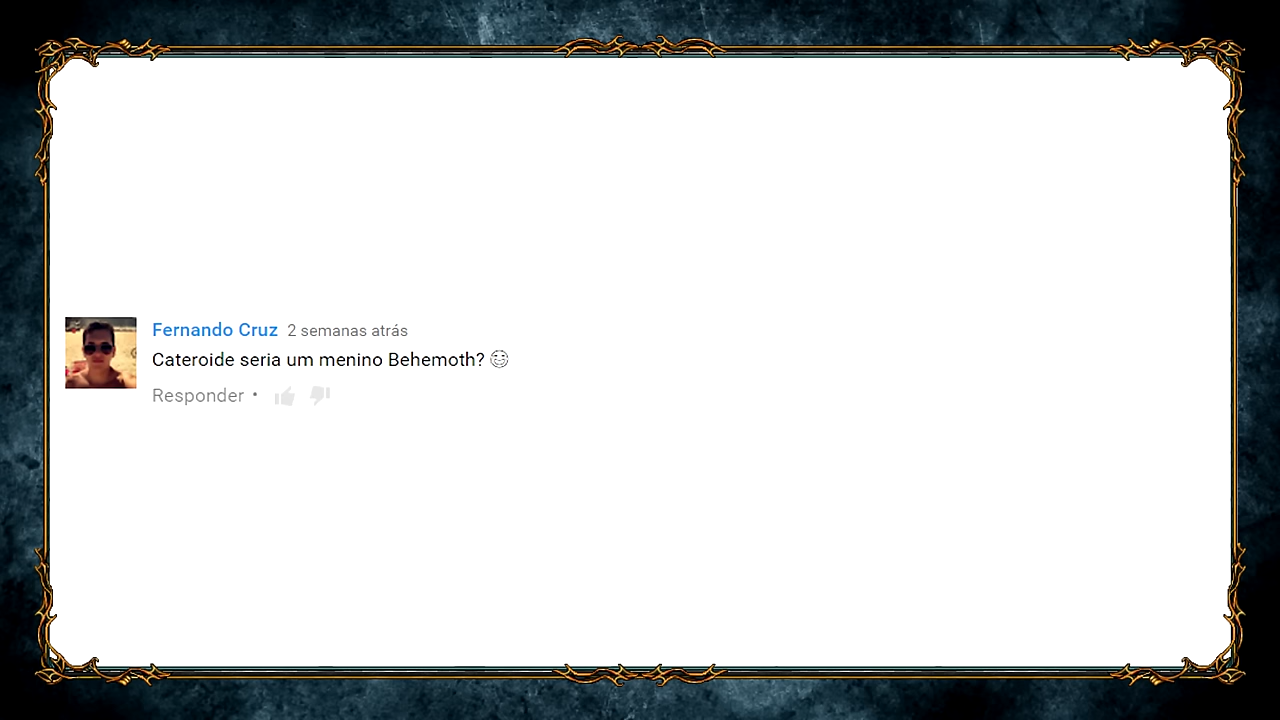 Fernando Cruz 2 semanas atrás
Cateroide seria um menino Behemoth? 😊
Responder •